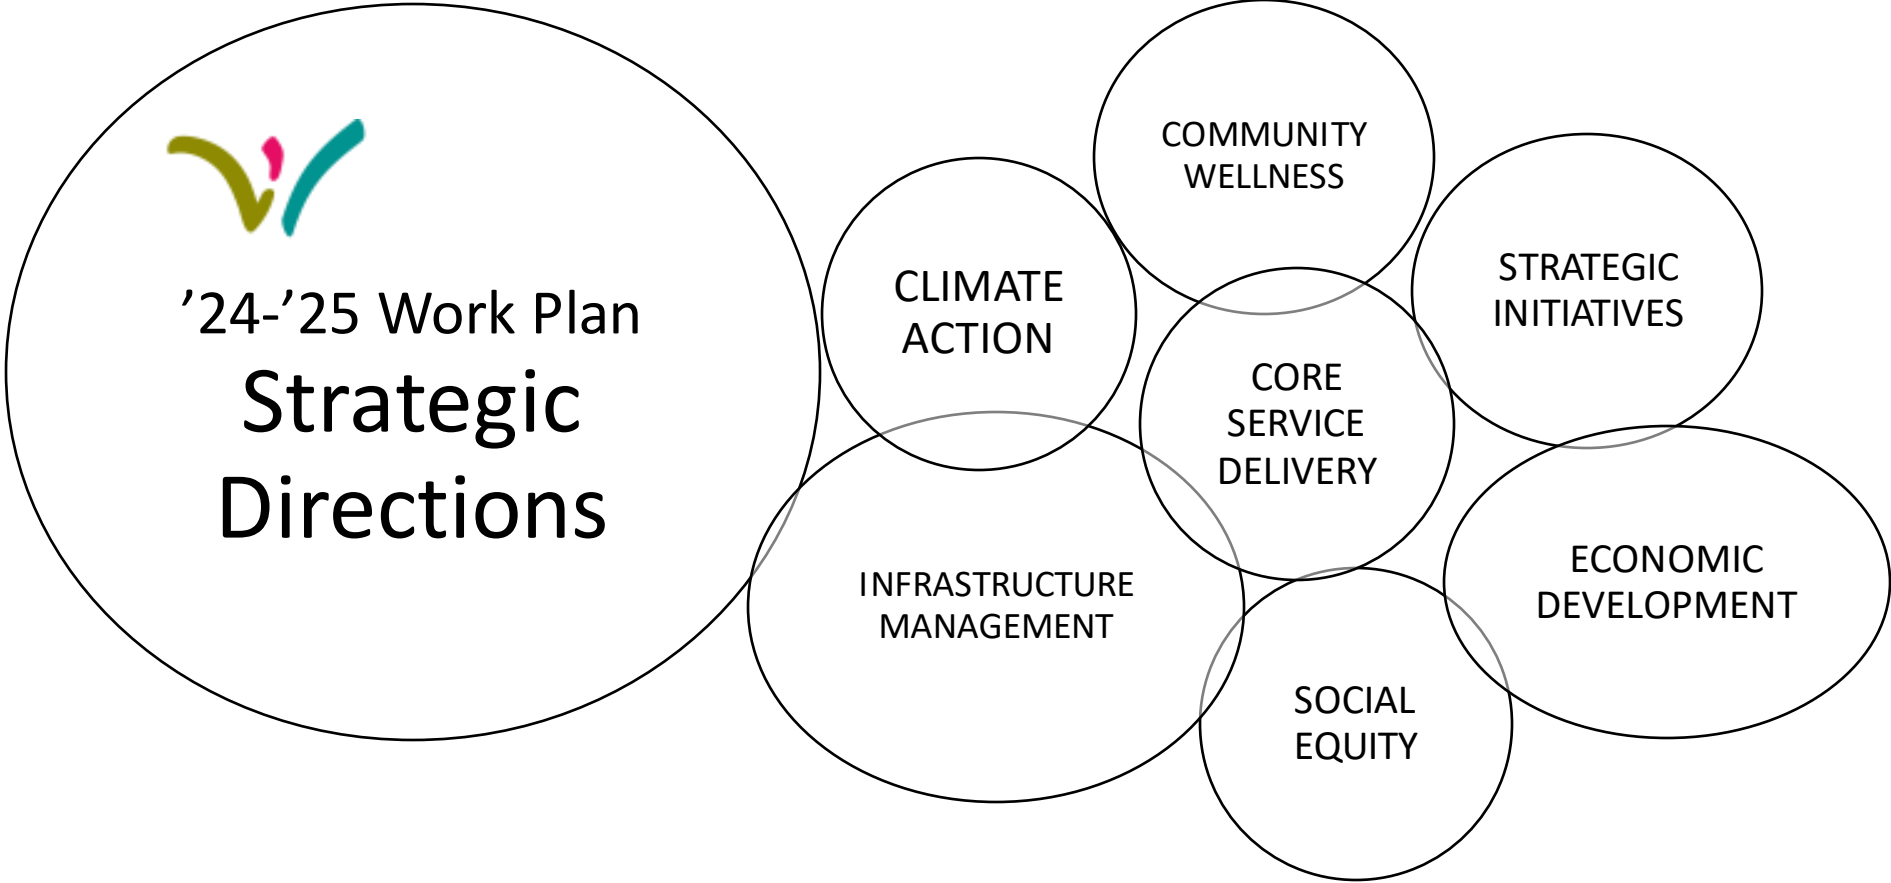 ’24-’25 Work Plan
Strategic
Directions
CLIMATE
ACTION
COMMUNITY
WELLNESS
STRATEGIC
INITIATIVES
CORE
SERVICE
DELIVERY
INFRASTRUCTURE
MANAGEMENT
ECONOMIC
DEVELOPMENT
SOCIAL
EQUITY